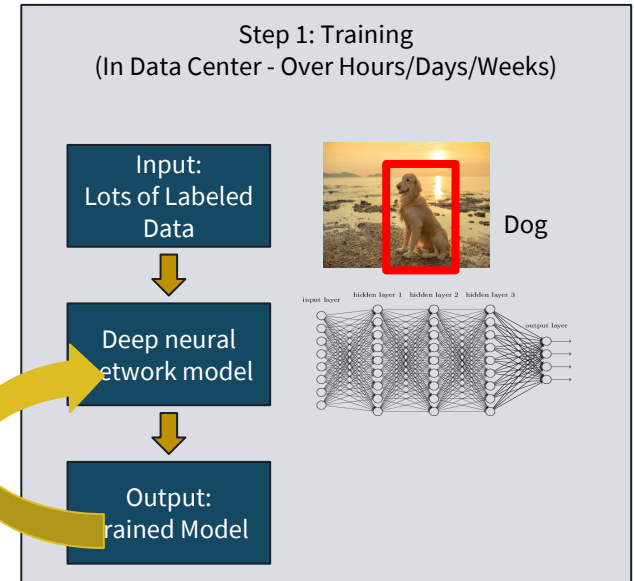 Step 1: Training
(In Data Center - Over Hours/Days/Weeks)
Input:
Lots of Labeled
Data
Dog
input layer
hidden layer 1 hidden layer 2 hidden layer 3
output layer
Deep neural
etwork model
Output:
rained Model